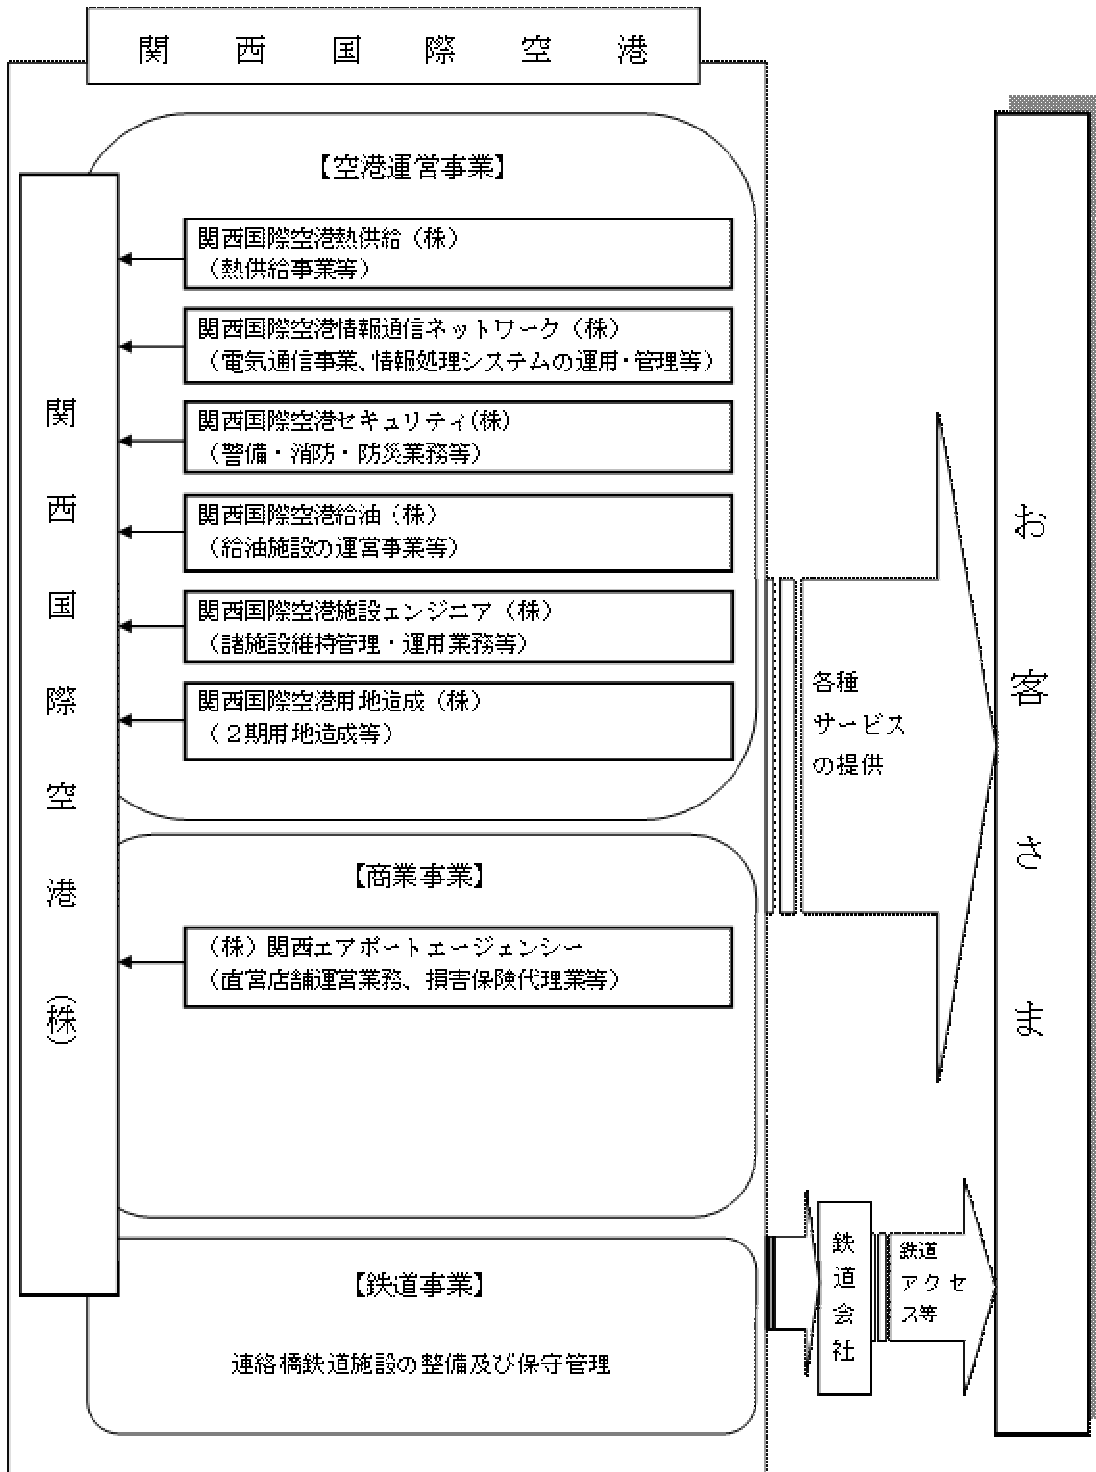 関西国際空港
【空港運営事業】
関西国際空港熱供給（株）
（熱供給事業等）
関西国際空港情報通信ネットワーク（株）
（電気通信事業、情報処理システムの運用・管理等）
関西国際空港セキュリティ(株)
（警備・消防・防災業務等）
関西国際空港給油（株）
（給油施設の運営事業等）
関西国際空港施設エンジニア（株）
（諸施設維持管理・運用業務等）
関西国際空港用地造成（株）
（２期用地造成等）
関西国際空港㈱
【商業事業】
（株）関西エアポートエージェンシー
（直営店舗運営業務、損害保険代理業等）
【鉄道事業】
連絡橋鉄道施設の整備及び保守管理
各種
サービス
の提供
鉄道会社
鉄道
アクセ
ス等
お客さま